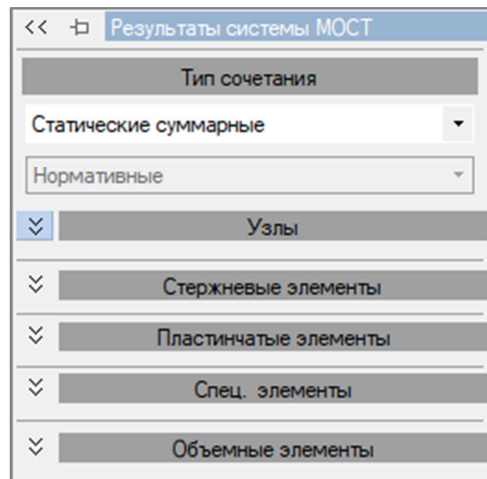 Результаты системы МОСТ
Тип сочетания
Статические суммарные
Нормативные
Узлы
Стержневые элементы
Пластинчатые элементы
Спец. элементы
Объемные элементы